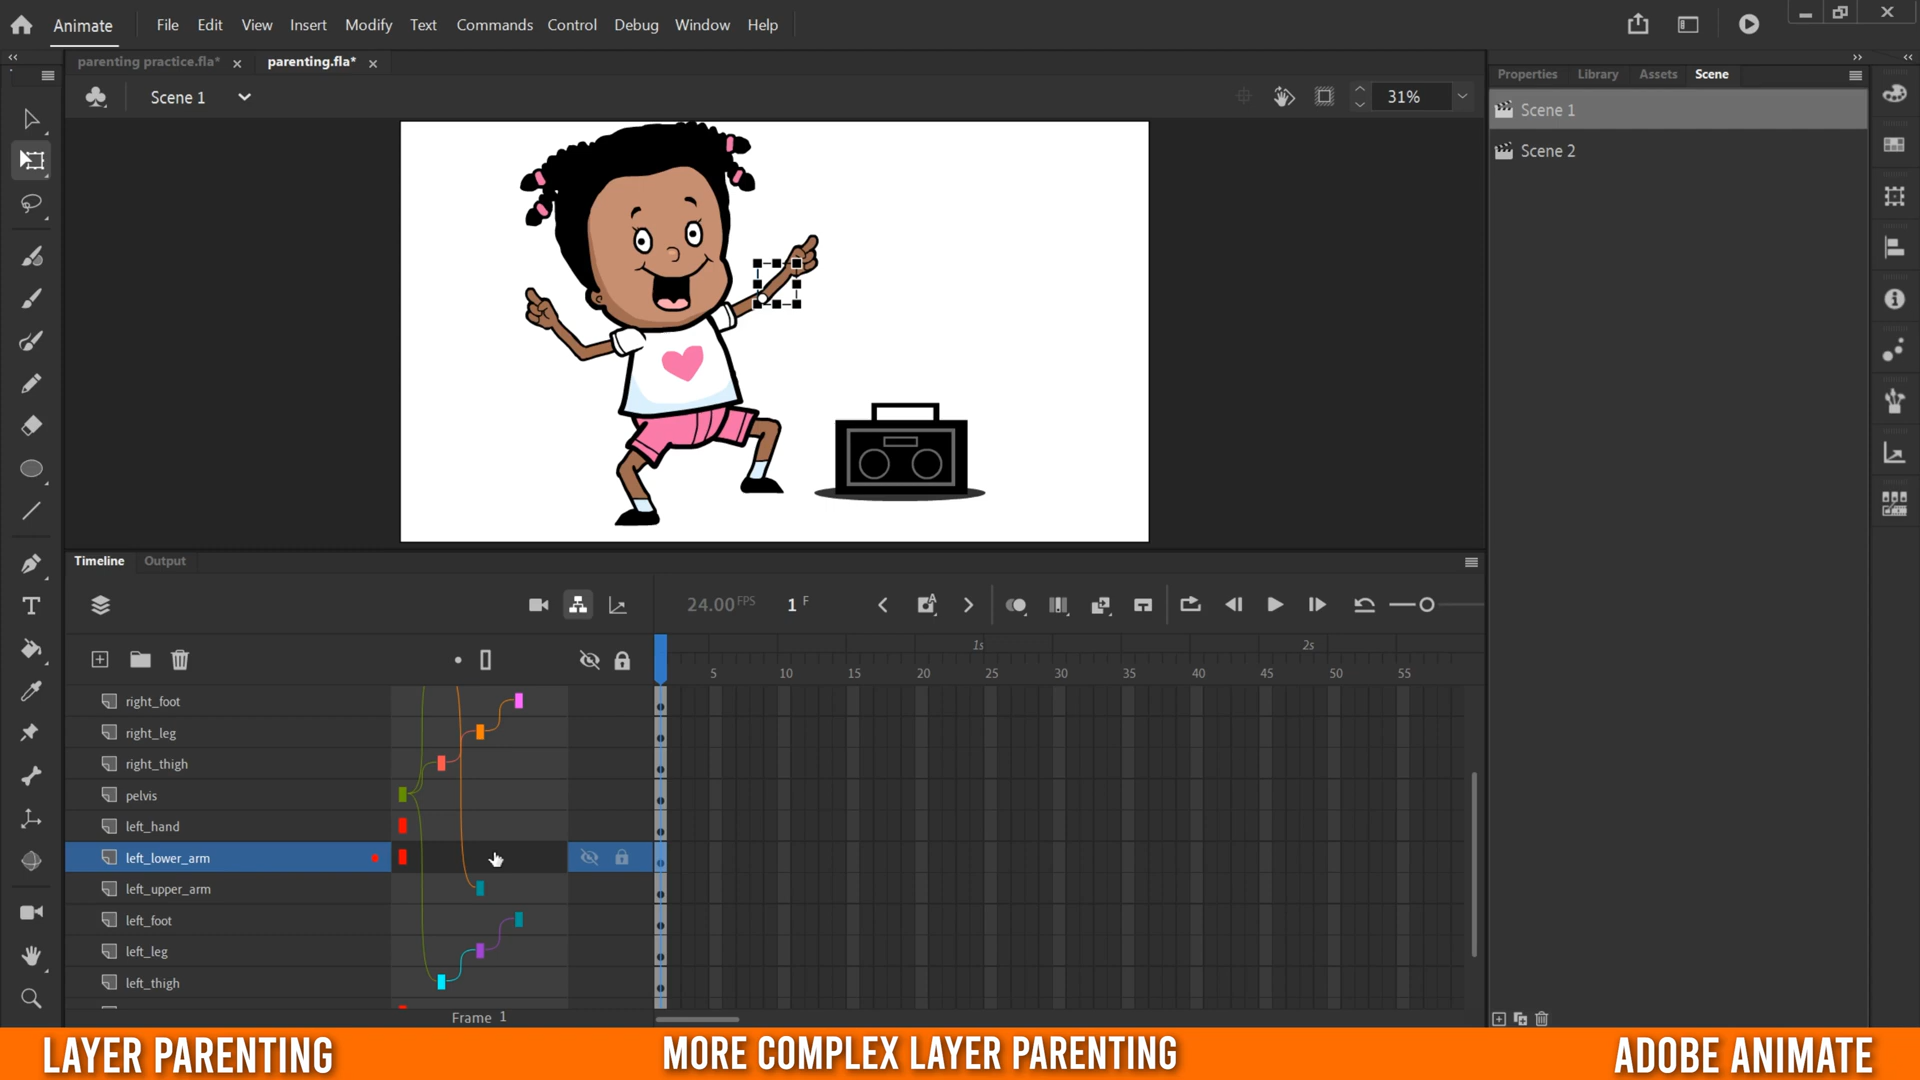 Animate File Edit View Insert Modify Text Commands Control Debug Window Help
parenting practice.fla* parenting.fla*
Properties Library Assets Scene
Scene 1 31%
Scene 1
Scene 2
Timeline Output
24.00 FPS 1 F
1s 2s
5 10 15 20 25 30 35 40 45 50 55
right_foot
right_leg
right_thigh
pelvis
left_hand
left_lower_arm
left_upper_arm
left_foot
left_leg
left_thigh
Frame 1
LAYER PARENTING MORE COMPLEX LAYER PARENTING ADOBE ANIMATE